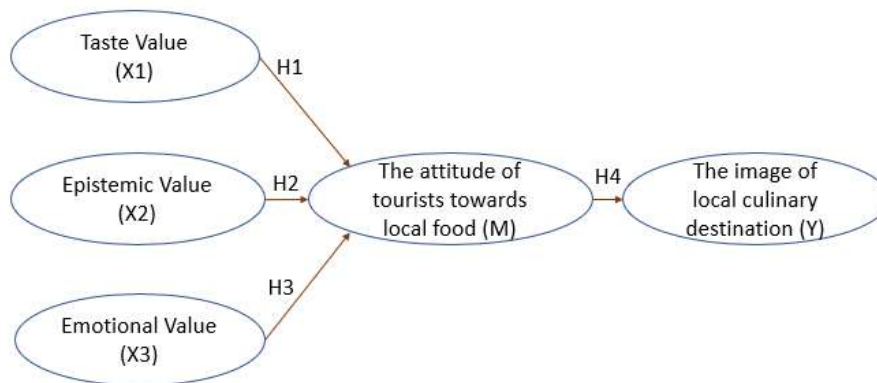 Taste Value
(X1)
H1
Epistemic Value
(X2)
H2
The attitude of
tourists towards
local food (M)
H4
The image of
local culinary
destination (Y)
H3
Emotional Value
(X3)